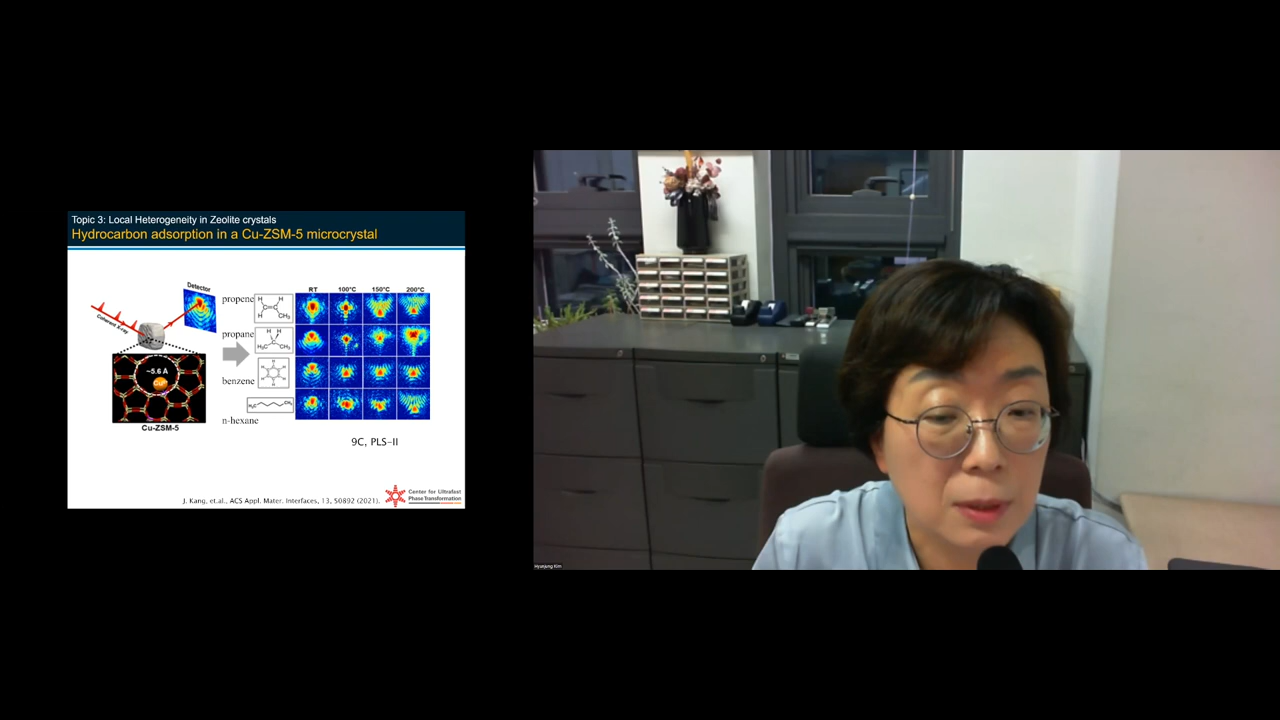 Topic 3: Local Heterogeneity in Zeolite crystals
Hydrocarbon adsorption in a Cu-ZSM-5 microcrystal
Detector
Coherent X-ray
~5.6 A
Cu-ZSM-5
RT 100°C 150°C 200°C
propene
propane
benzene
n-hexane
9C, PLS-II
J. Kang, et.al., ACS Appl. Mater. Interfaces, 13, 50892 (2021).
Center for Ultrafast
Phase Transformation
Hyunjung Kim